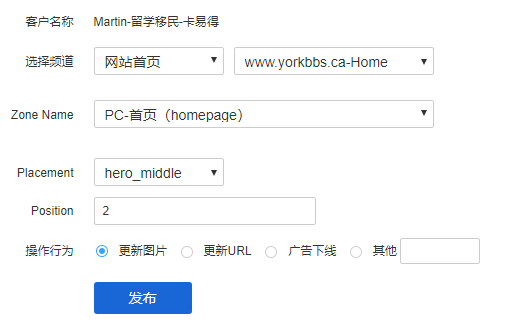 客户名称 Martin-留学移民-卡易得
选择频道 网站首页 www.yorkbbs.ca-Home
Zone Name PC-首页（homepage）
Placement hero_middle
Position 2
操作行为 更新图片 更新URL 广告下线 其他
发布